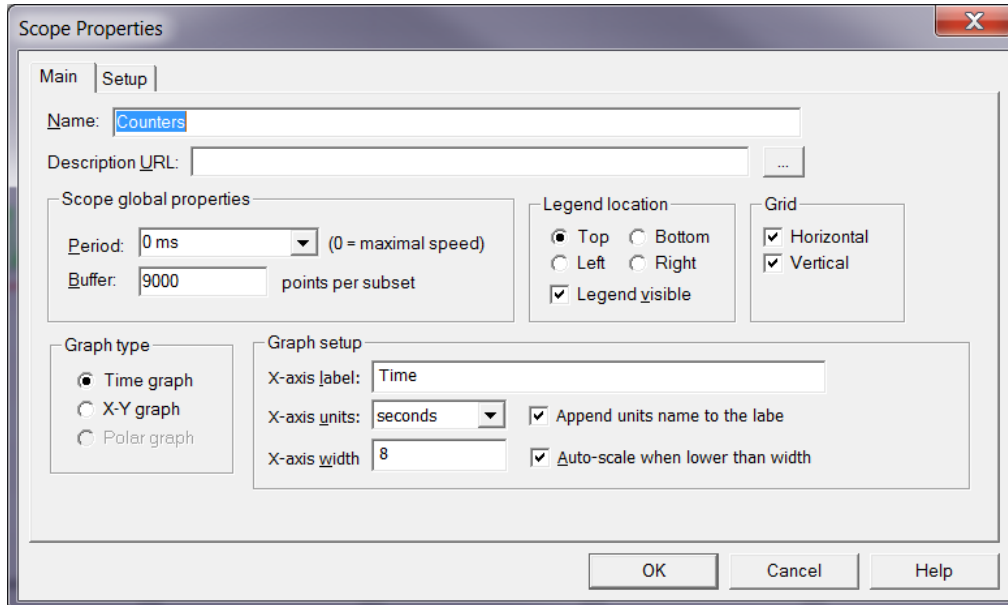 Scope Properties
X
Main Setup
Name: Counters
Description URL: ...
Scope global properties
Period: 0 ms (0 = maximal speed)
Buffer: 9000 points per subset
Legend location
Top Bottom
Left Right
Legend visible
Grid
Horizontal
Vertical
Graph type
Time graph
X-Y graph
Polar graph
Graph setup
X-axis label: Time
X-axis units: seconds Append units name to the labe
X-axis width 8 Auto-scale when lower than width
OK Cancel Help